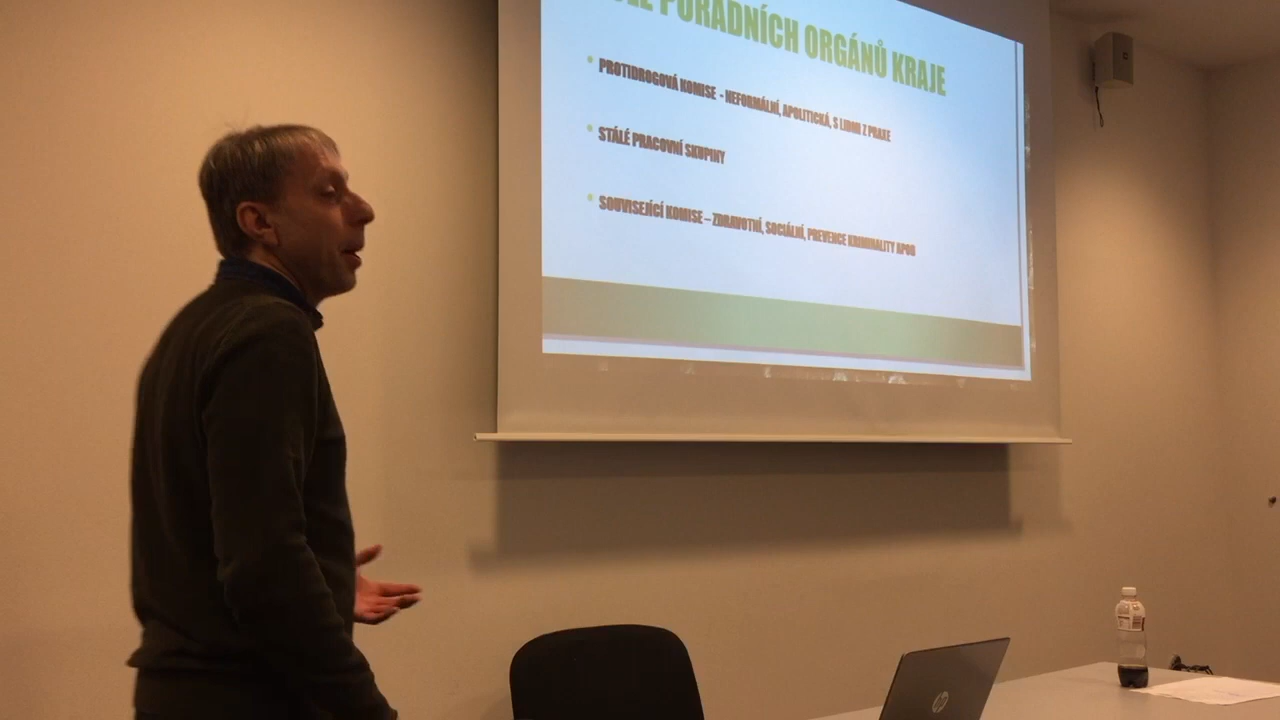 PORADNÍCH ORGÁNŮ KRAJE
• PROTIDROGOVÁ KOMISE - NEFORMÁLNÍ, APOLITICKÁ, S LIDMI Z PRAXE
• STÁLÉ PRACOVNÍ SKUPINY
• SOUVISEJÍCÍ KOMISE – ZDRAVOTNÍ, SOCIÁLNÍ, PREVENCE KRIMINALITY APOD
hp